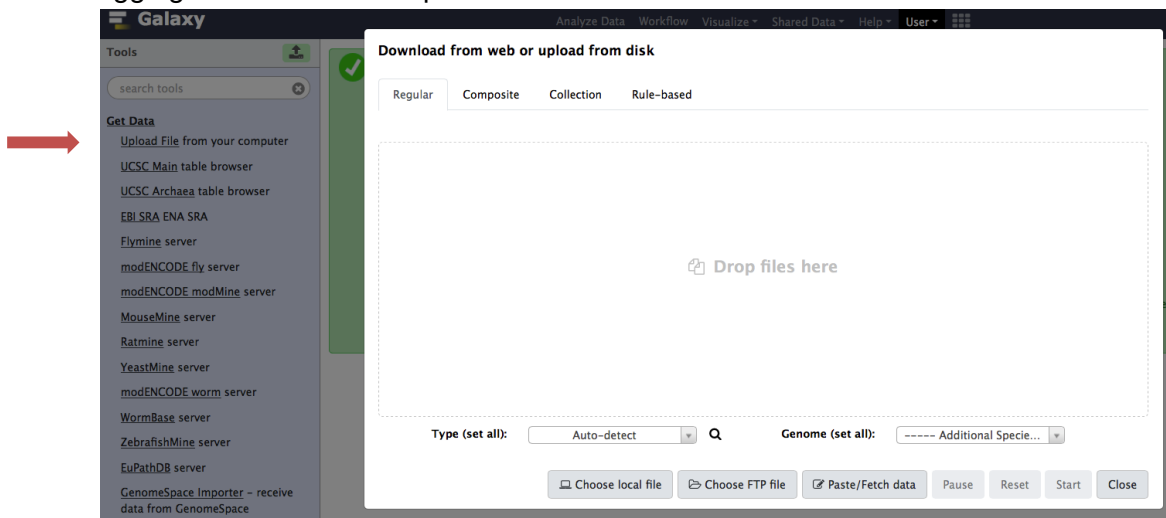 Galaxy
Analyze Data Workflow Visualize Shared Data Help User
Tools
search tools
Get Data
Upload File from your computer
UCSC Main table browser
UCSC Archaea table browser
EBI SRA ENA SRA
Flymine server
modENCODE fly server
modENCODE modMine server
MouseMine server
Ratmine server
YeastMine server
modENCODE worm server
WormBase server
ZebrafishMine server
EuPathDB server
GenomeSpace Importer - receive
data from GenomeSpace
Download from web or upload from disk
Regular Composite Collection Rule-based
Drop files here
Type (set all): Auto-detect Genome (set all): ----- Additional Specie...
Choose local file Choose FTP file Paste/Fetch data Pause Reset Start Close